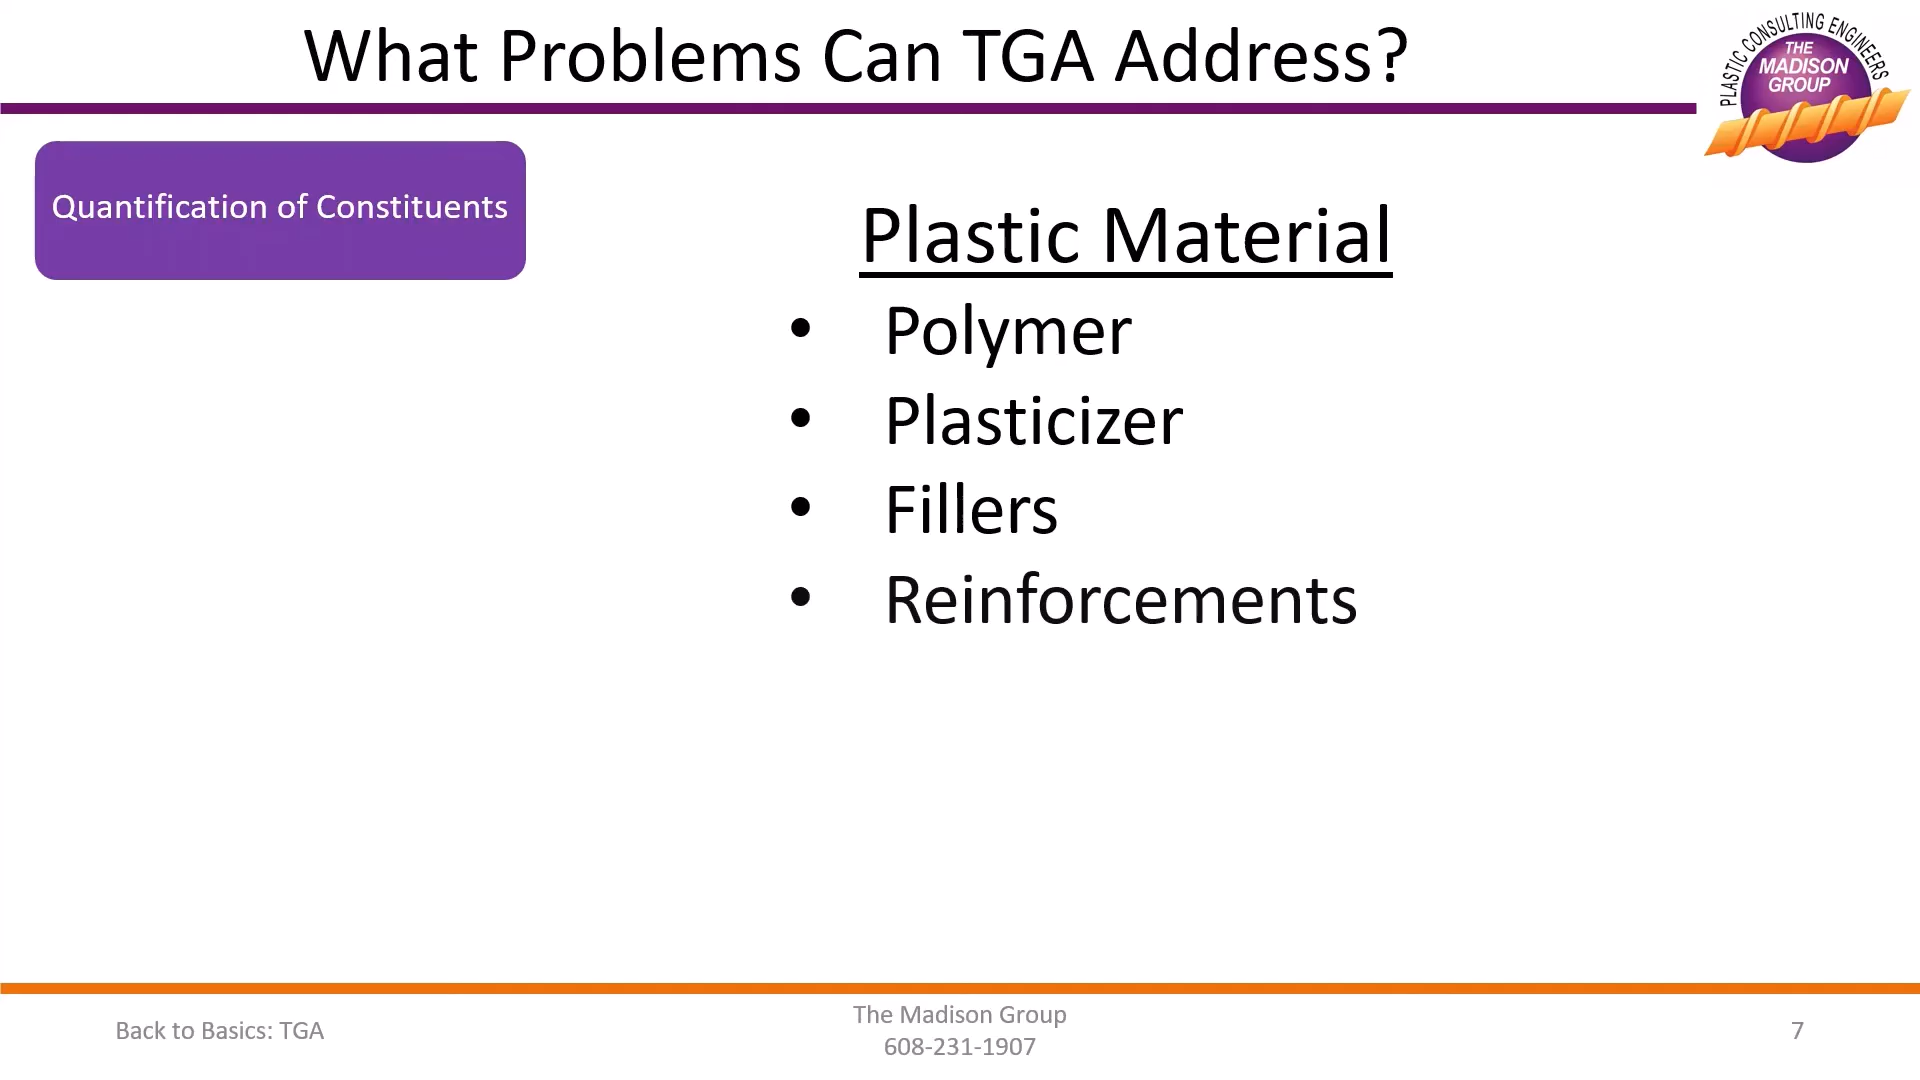 What Problems Can TGA Address?
PLASTIC CONSULTING ENGINEERS
THE
MADISON
GROUP
Quantification of Constituents
Plastic Material
• Polymer
• Plasticizer
• Fillers
• Reinforcements
Back to Basics: TGA
The Madison Group
608-231-1907
7